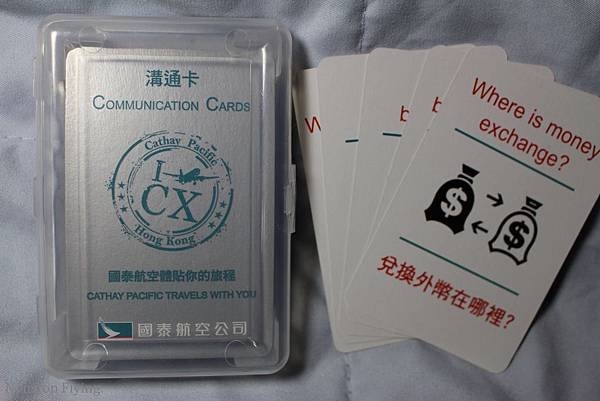 溝通卡
COMMUNICATION CARDS
Cathay Pacific
I
CX
Hong Kong
國泰航空體貼你的旅程
CATHAY PACIFIC TRAVELS WITH YOU
國泰航空公司
W
b
b
Where is money
exchange?
$
$
兌換外幣在哪裡?